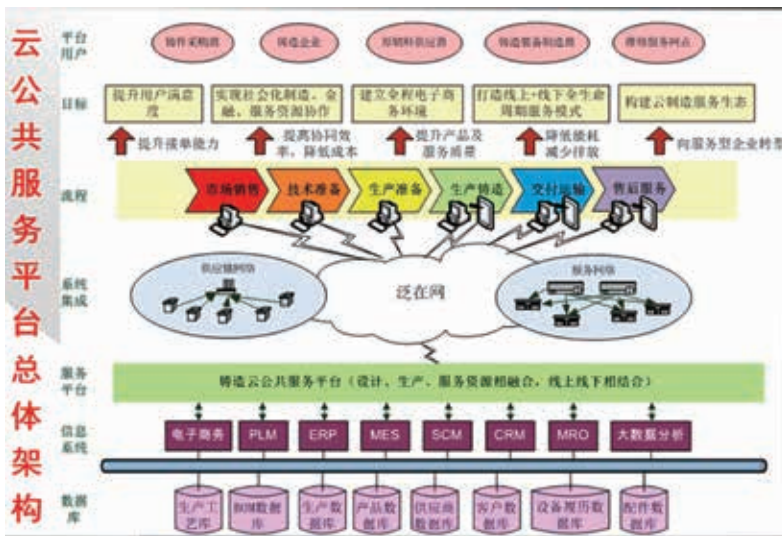 云公共服务平台总体架构
平台
用户
铸件采购商
铸造企业
原辅料供应商
铸造装备制造商
维修服务网点
目标
提升用户满意
度
实现社会化制造、金
融、服务资源协作
建立全程电子商
务环境
打造线上+线下全生命
周期服务模式
构建云制造服务生态
提升接单能力
提高协同效
率，降低成本
提升产品及
服务质量
降低能耗
减少排放
向服务型企业转型
流程
市场销售
技术准备
生产准备
生产铸造
交付运输
售后服务
系统
集成
供应链网络
泛在网
服务网络
服务
平台
铸造云公共服务平台（设计、生产、服务资源相融合，线上线下相结合）
信息
系统
电子商务
PLM
ERP
MES
SCM
CRM
MRO
大数据分析
数据
库
生产工
艺库
BOM数据
库
生产数
据库
产品数
据库
供应商
数据库
客户数
据库
设备履历数
据库
配件数
据库